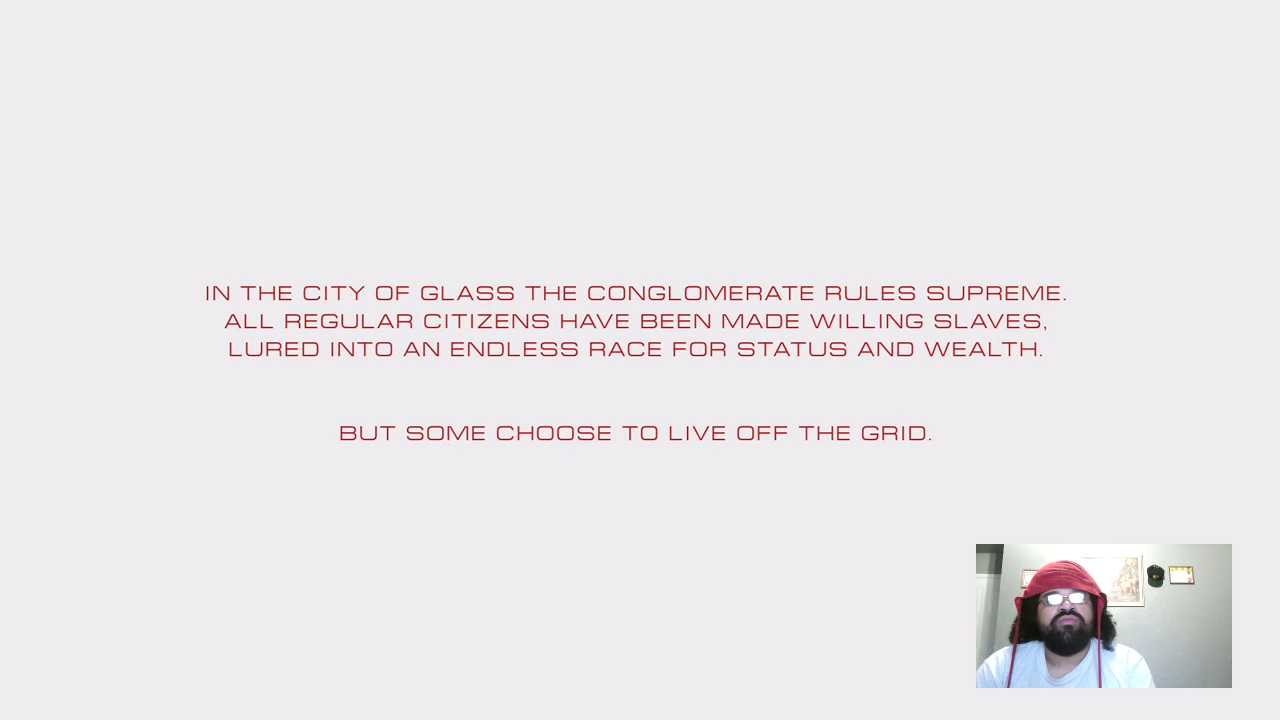 IN THE CITY OF GLASS THE CONGLOMERATE RULES SUPREME.
ALL REGULAR CITIZENS HAVE BEEN MADE WILLING SLAVES,
LURED INTO AN ENDLESS RACE FOR STATUS AND WEALTH.
BUT SOME CHOOSE TO LIVE OFF THE GRID.